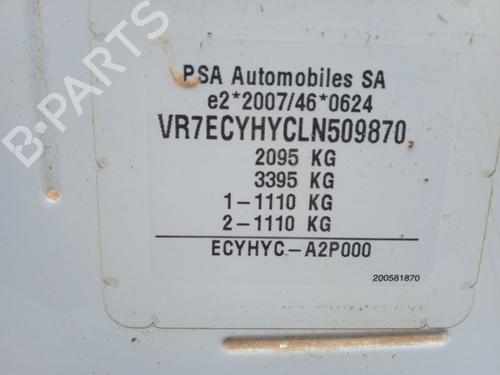 B-PARTS
PSA Automobiles SA
e2*2007/46*0624
VR7ECYHYCLN509870
2095 KG
3395 KG
1-1110 KG
2-1110 KG
ECYHYC-A2P000
200581870